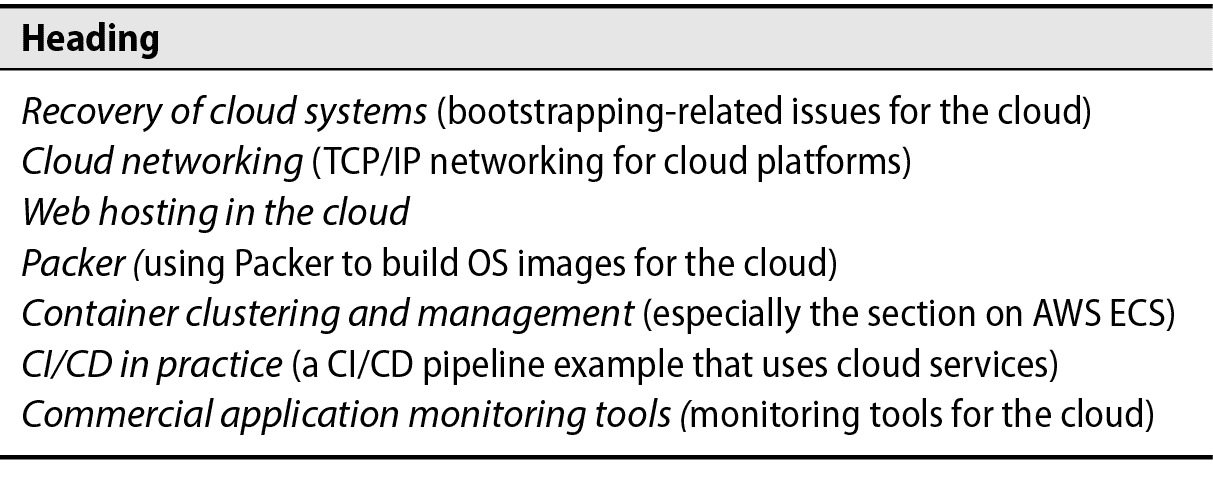 Heading
Recovery of cloud systems (bootstrapping-related issues for the cloud)
Cloud networking (TCP/IP networking for cloud platforms)
Web hosting in the cloud
Packer (using Packer to build OS images for the cloud)
Container clustering and management (especially the section on AWS ECS)
CI/CD in practice (a CI/CD pipeline example that uses cloud services)
Commercial application monitoring tools (monitoring tools for the cloud)